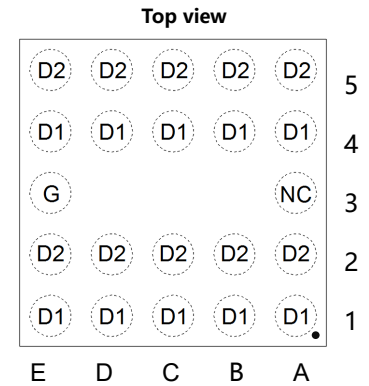 Top view
D2 D2 D2 D2 D2 5
D1 D1 D1 D1 D1 4
G NC 3
D2 D2 D2 D2 D2 2
D1 D1 D1 D1 D1 1
E D C B A